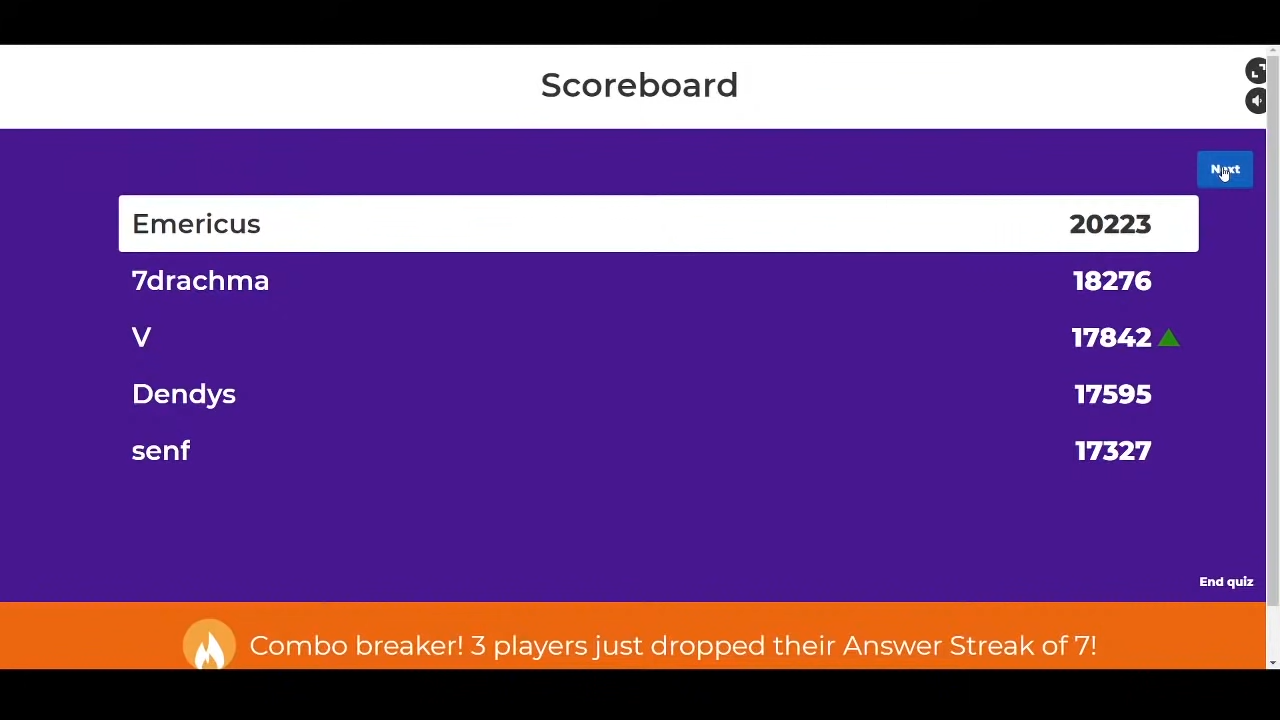 Scoreboard
Next
Emericus 20223
7drachma 18276
V 17842
Dendys 17595
senf 17327
End quiz
Combo breaker! 3 players just dropped their Answer Streak of 7!